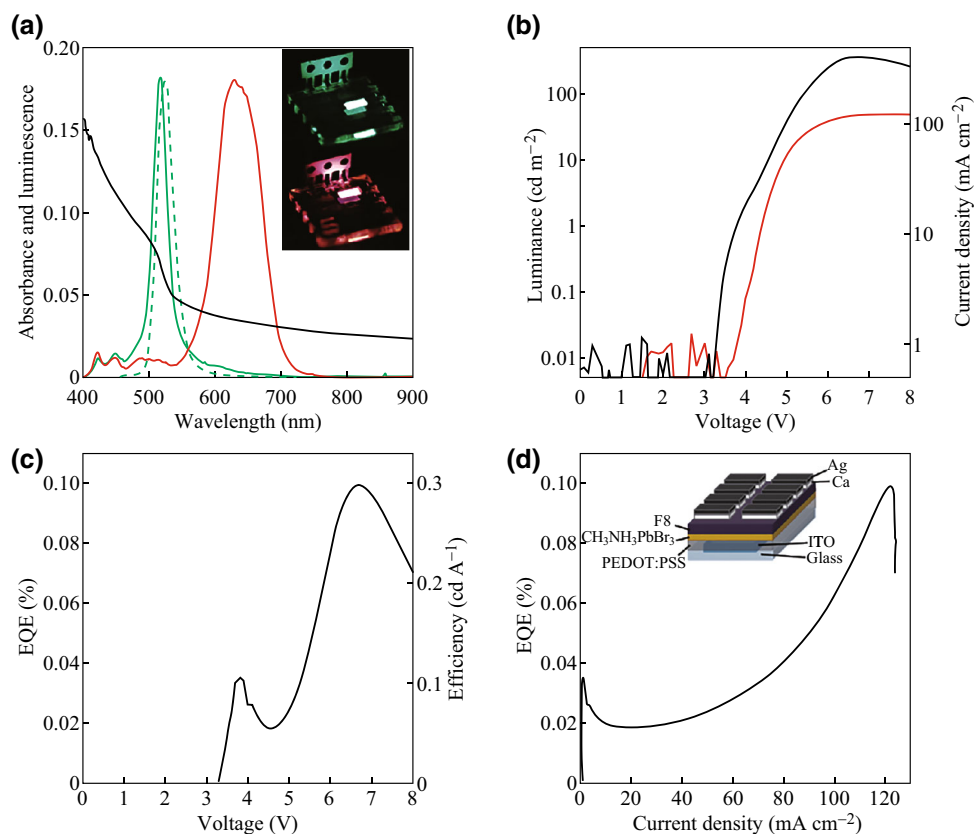 (a)
0.20
0.15
0.10
0.05
0
Absorbance and luminescence
400 500 600 700 800 900
Wavelength (nm)
(b)
100
10
1
0.1
0.01
Luminance (cd m−2)
100
10
1
Current density (mA cm−2)
0 1 2 3 4 5 6 7 8
Voltage (V)
(c)
0.10
0.08
0.06
0.04
0.02
0
EQE (%)
0.3
0.2
0.1
0
Efficiency (cd A−1)
0 1 2 3 4 5 6 7 8
Voltage (V)
(d)
0.10
0.08
0.06
0.04
0.02
0
EQE (%)
Ag
Ca
F8
CH3NH3PbBr3
ITO
PEDOT:PSS
Glass
0 20 40 60 80 100 120
Current density (mA cm−2)